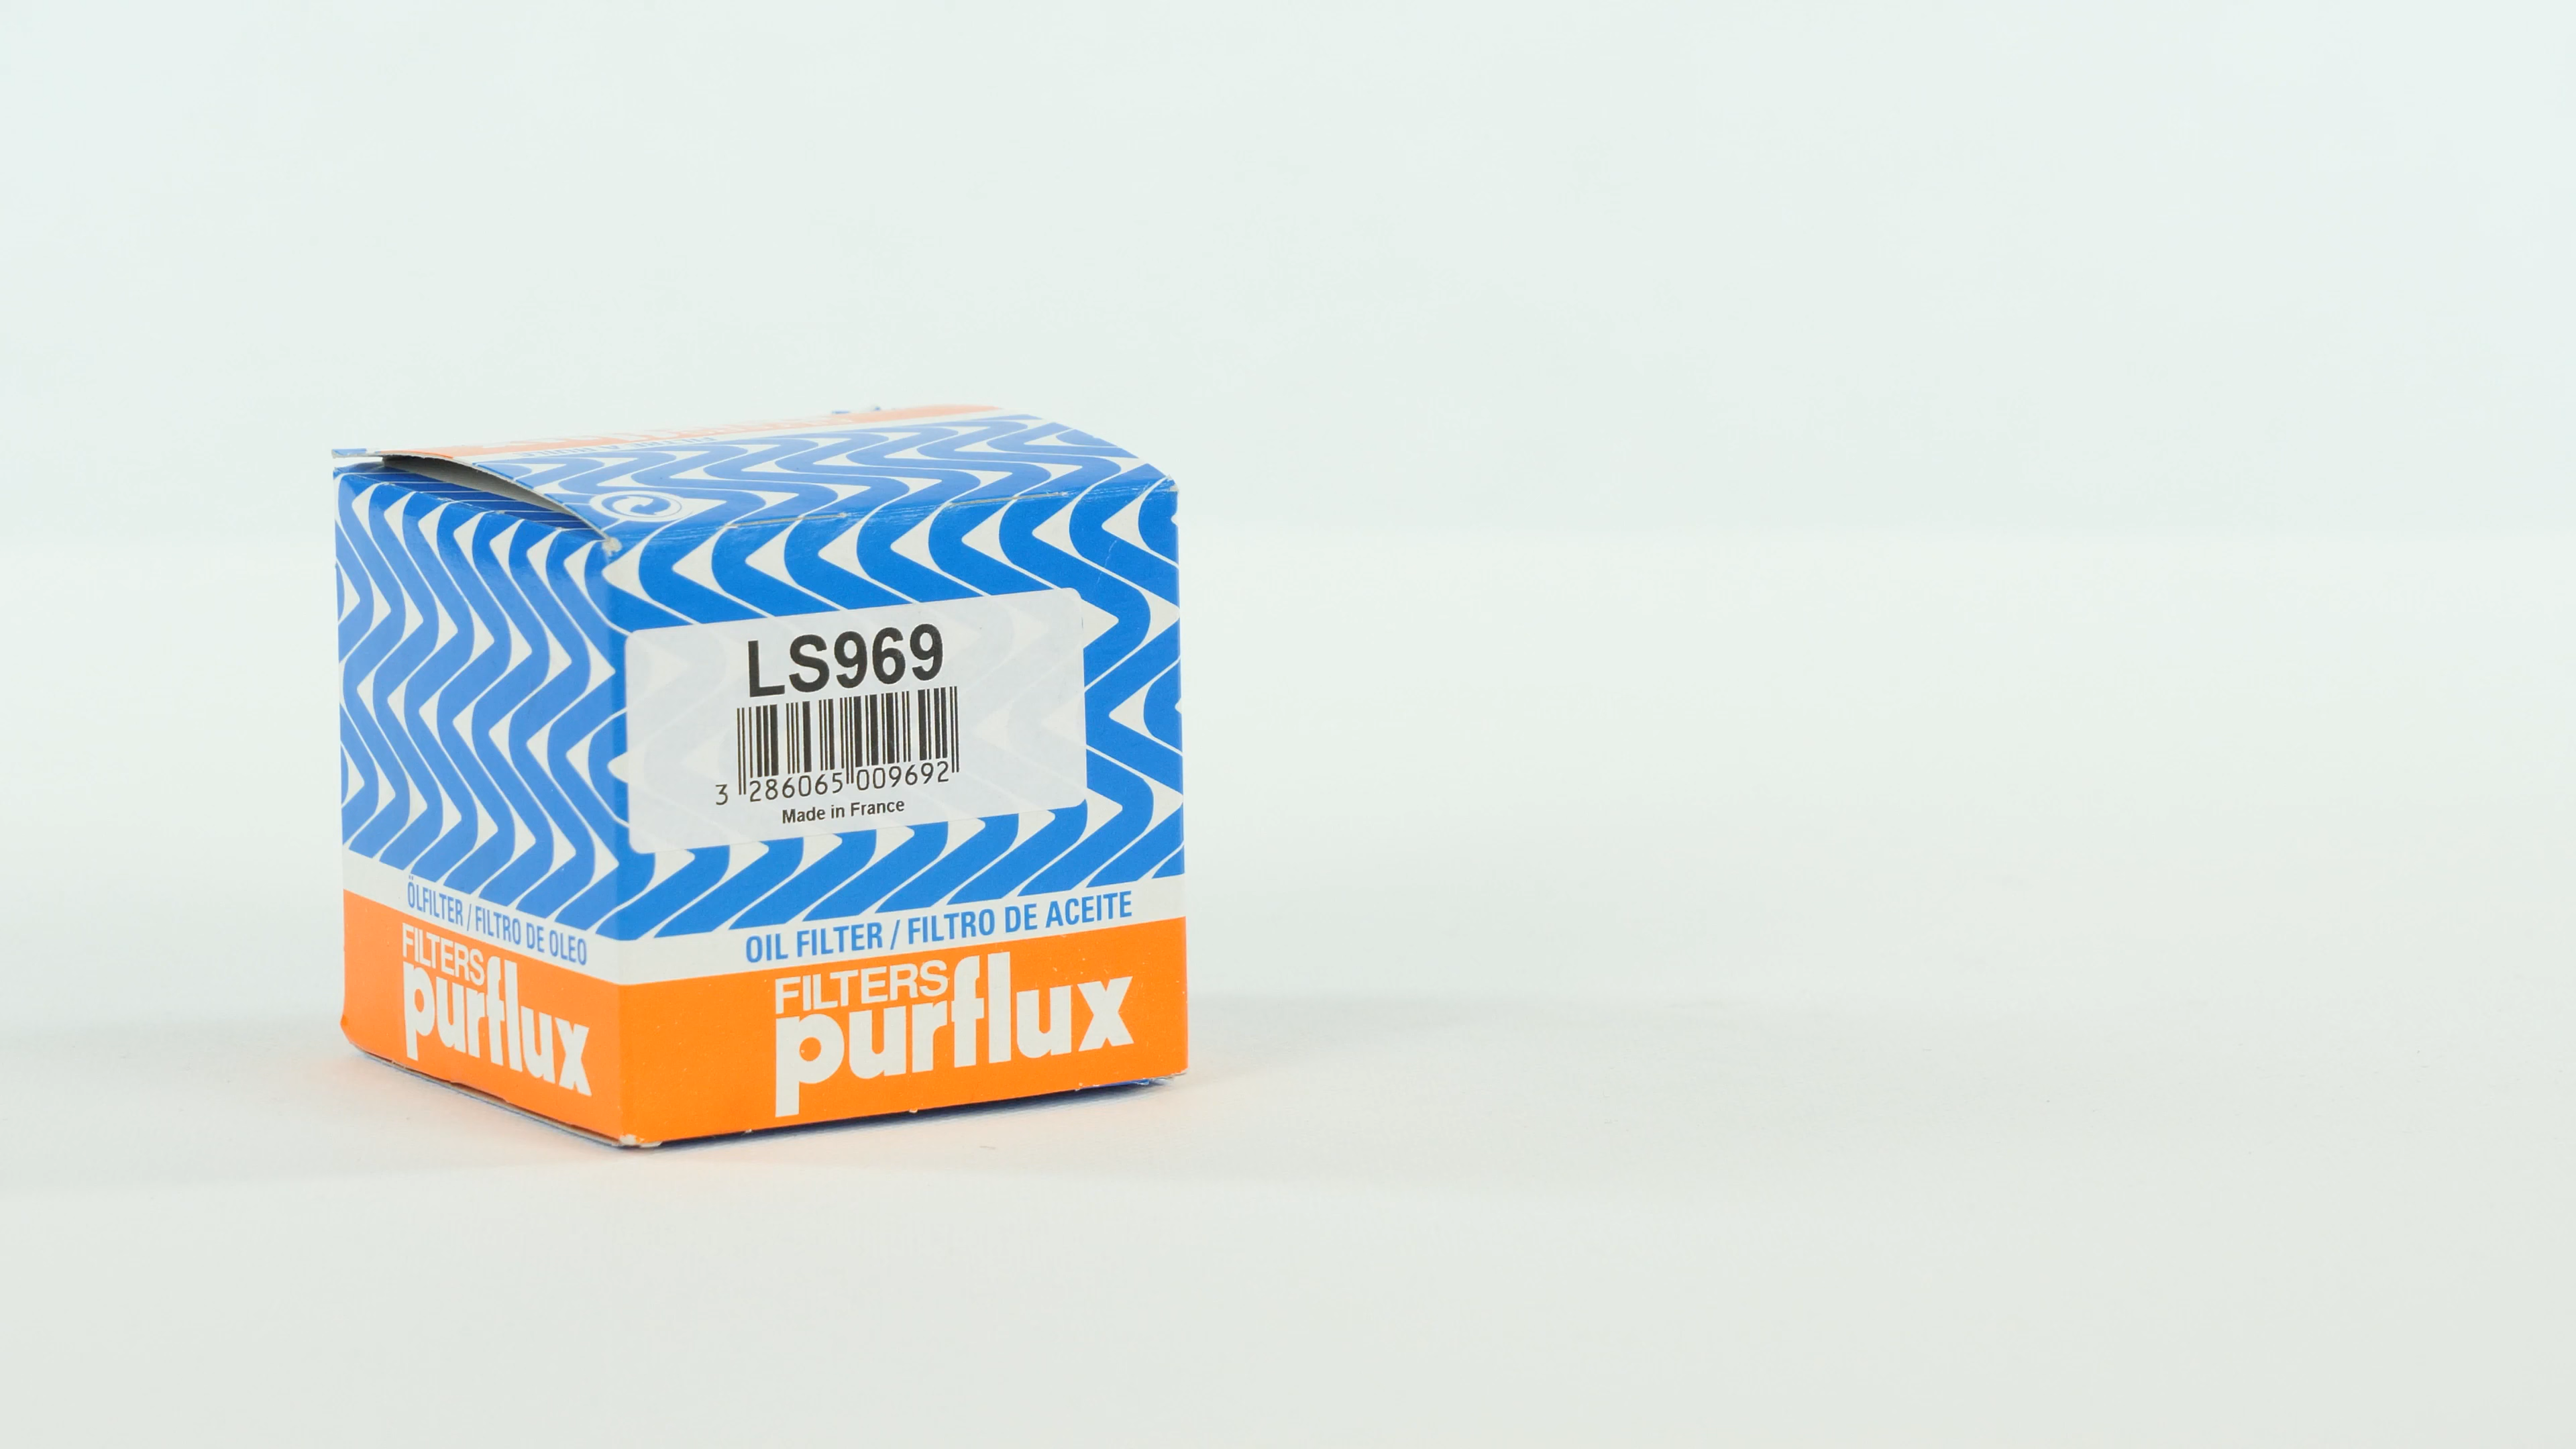 LS969
3 286065 009692
Made in France
ÖLFILTER / FILTRO DE OLEO
FILTERS
purflux
OIL FILTER / FILTRO DE ACEITE
FILTERS
purflux